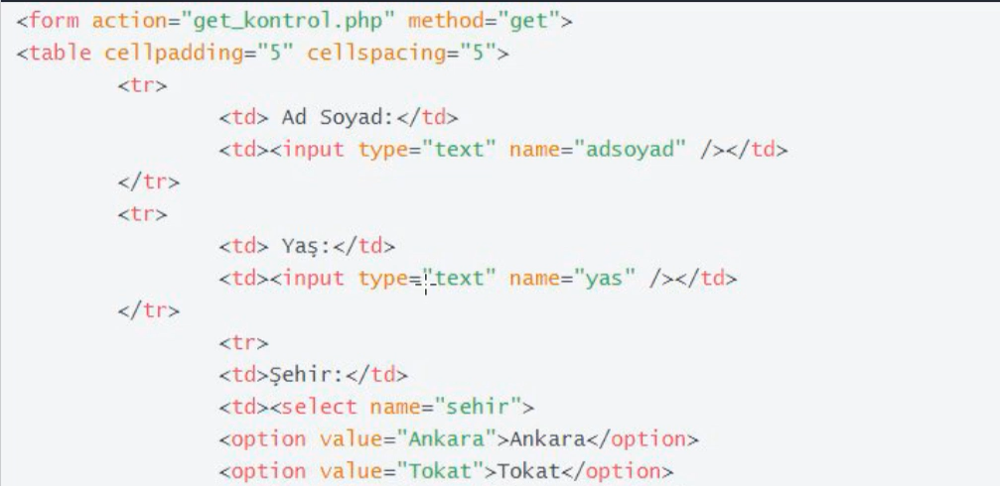 <form action="get_kontrol.php" method="get">
<table cellpadding="5" cellspacing="5">
<tr>
<td> Ad Soyad:</td>
<td><input type="text" name="adsoyad" /></td>
</tr>
<tr>
<td> Yaş:</td>
<td><input type="text" name="yas" /></td>
</tr>
<tr>
<td>Şehir:</td>
<td><select name="sehir">
<option value="Ankara">Ankara</option>
<option value="Tokat">Tokat</option>